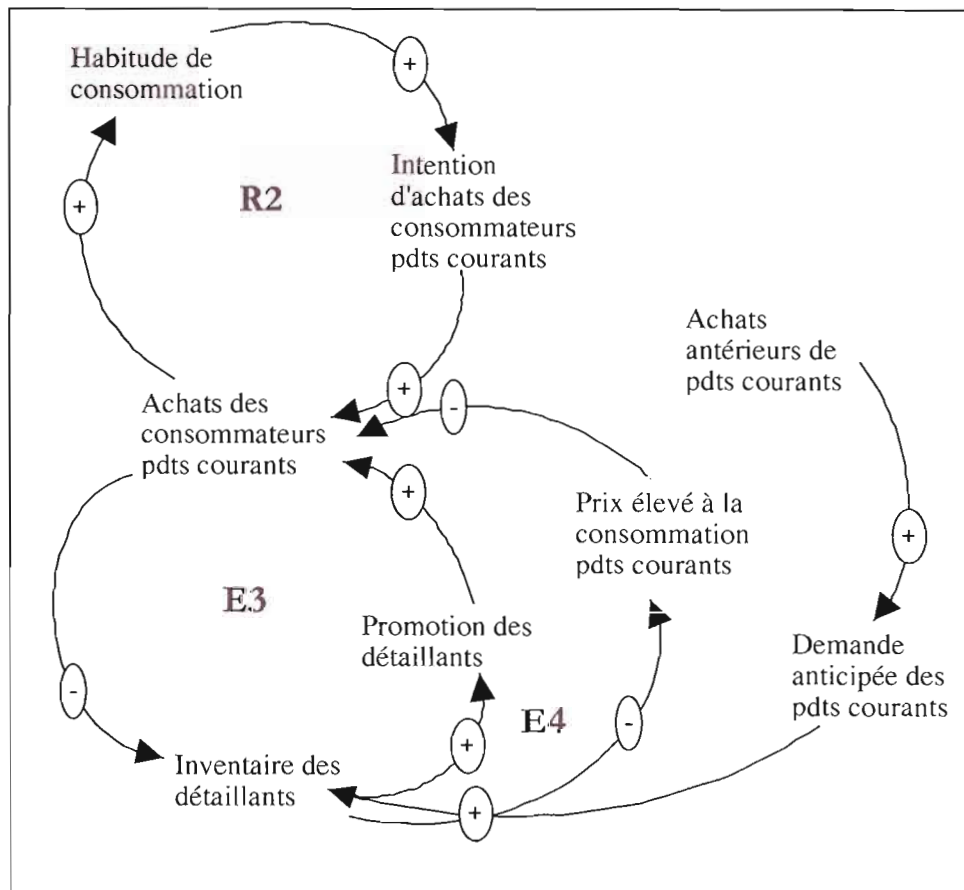 Habitude de
consommation
+
+
R2
Intention
d'achats des
consommateurs
pdts courants
Achats
antérieurs de
pdts courants
+
-
Achats des
consommateurs
pdts courants
+
Prix élevé à la
consommation
pdts courants
+
E3
Promotion des
détaillants
Demande
anticipée des
pdts courants
-
E4
-
+
Inventaire des
détaillants
+